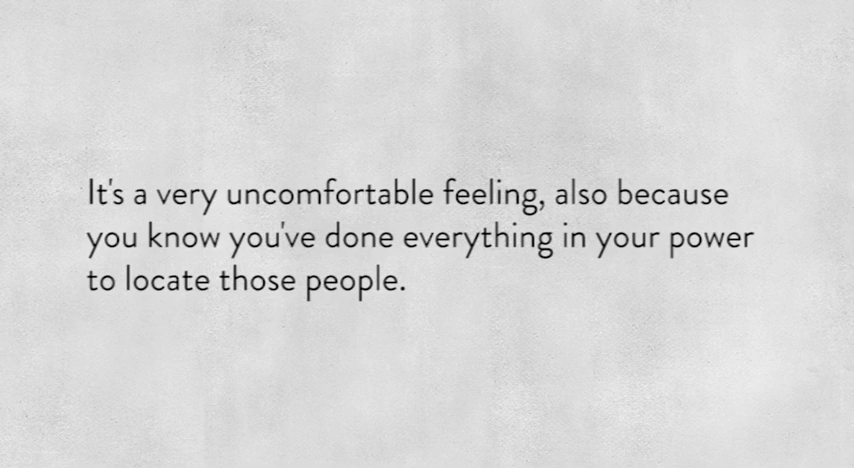 It's a very uncomfortable feeling, also because
you know you've done everything in your power
to locate those people.